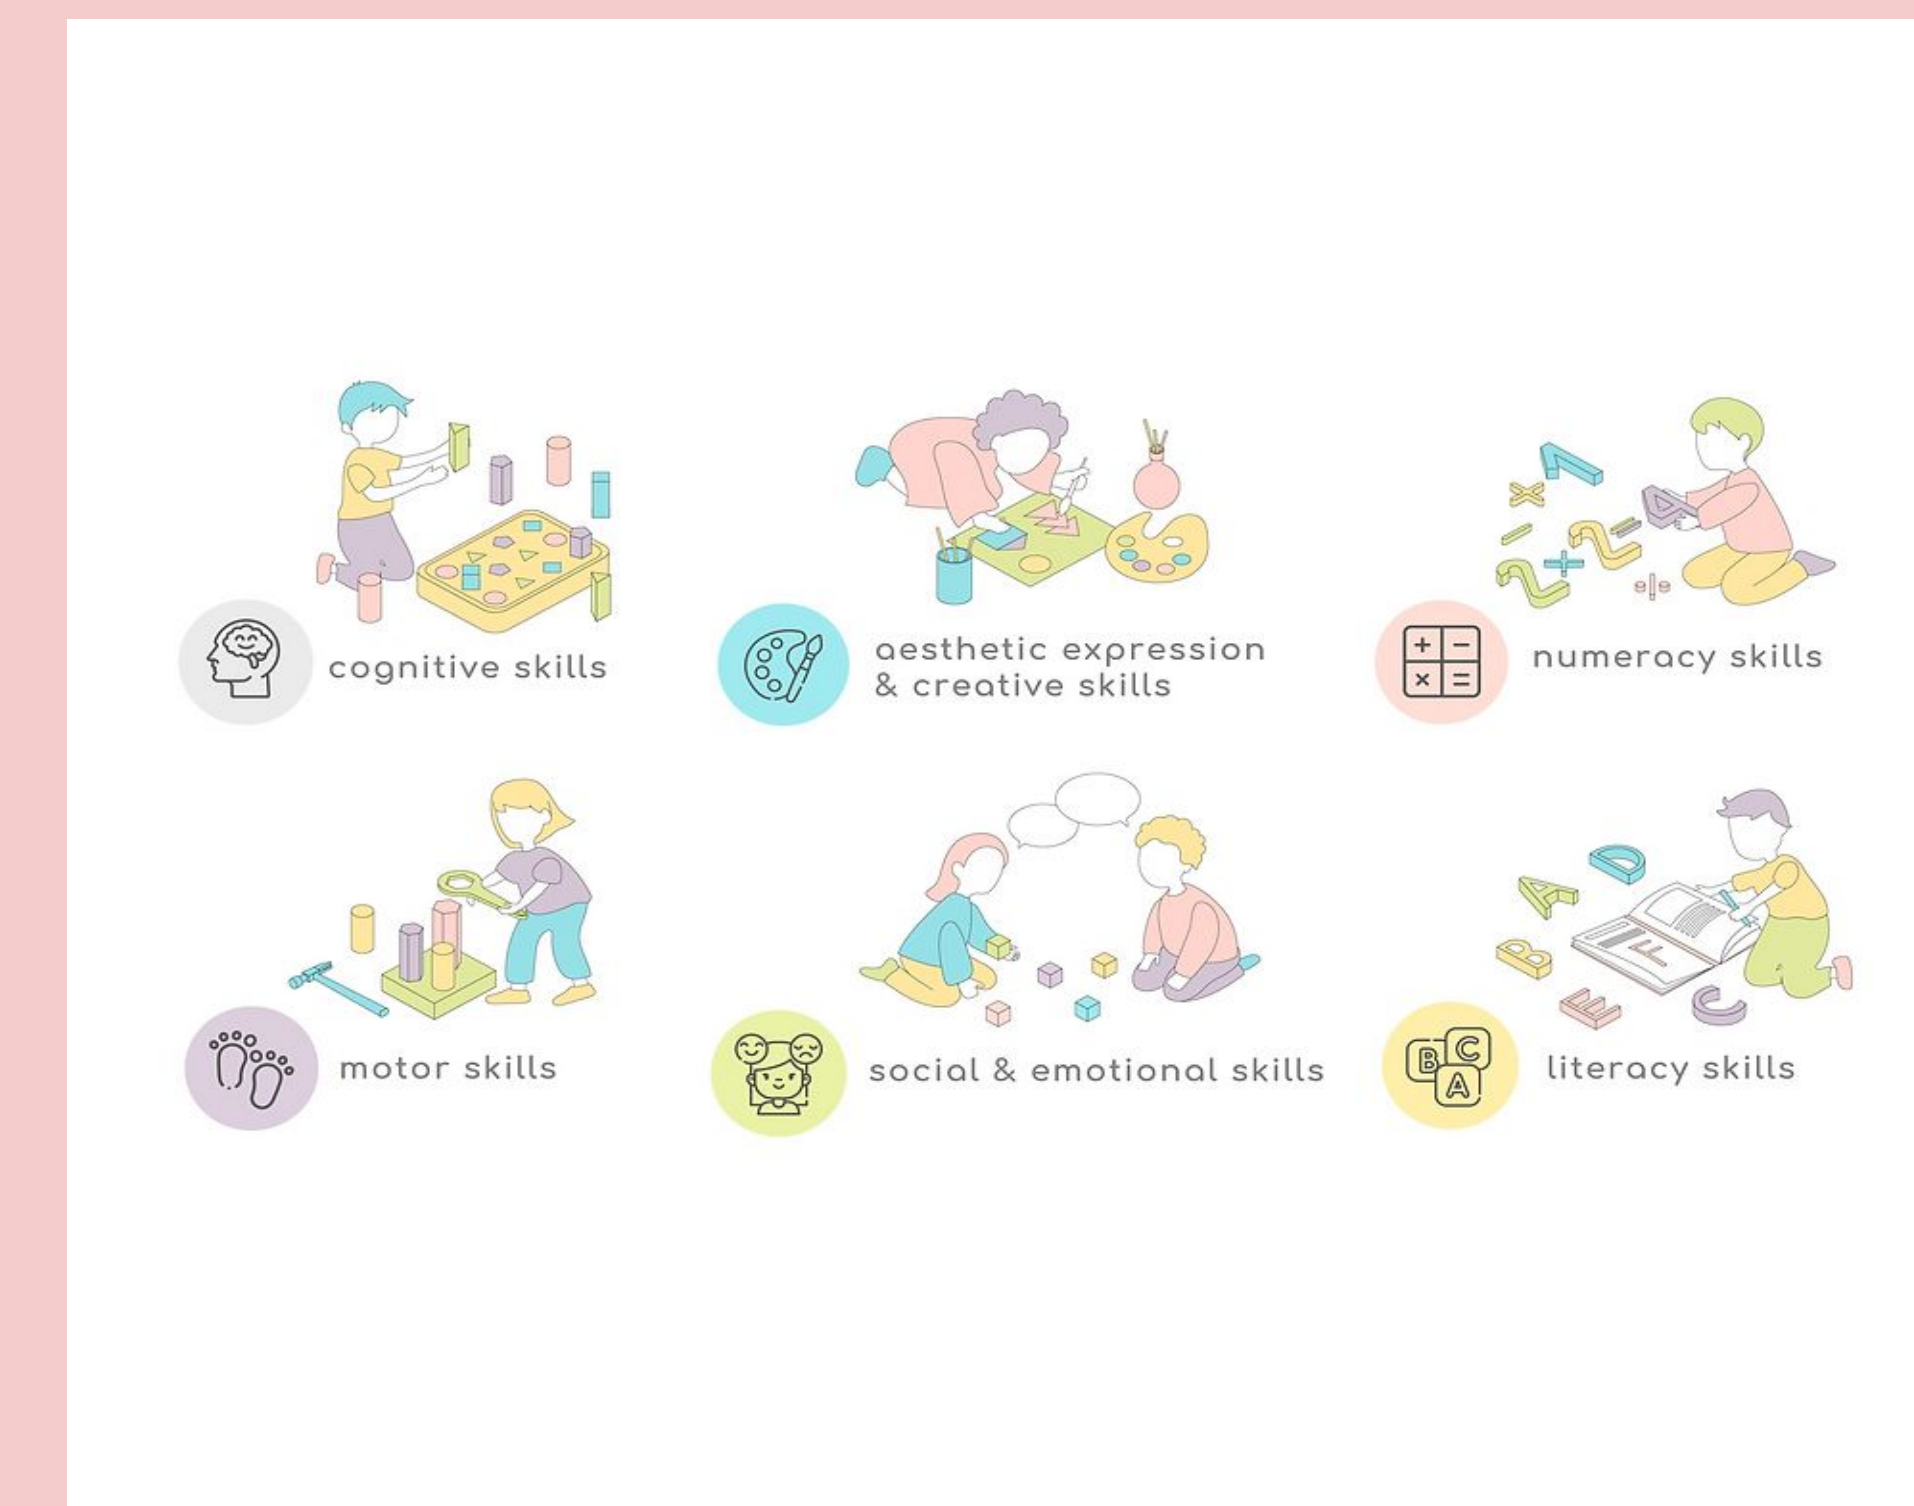 cognitive skills
aesthetic expression
& creative skills
numeracy skills
+ -
× =
motor skills
social & emotional skills
literacy skills
A
D
B
E
C
F
B C
A